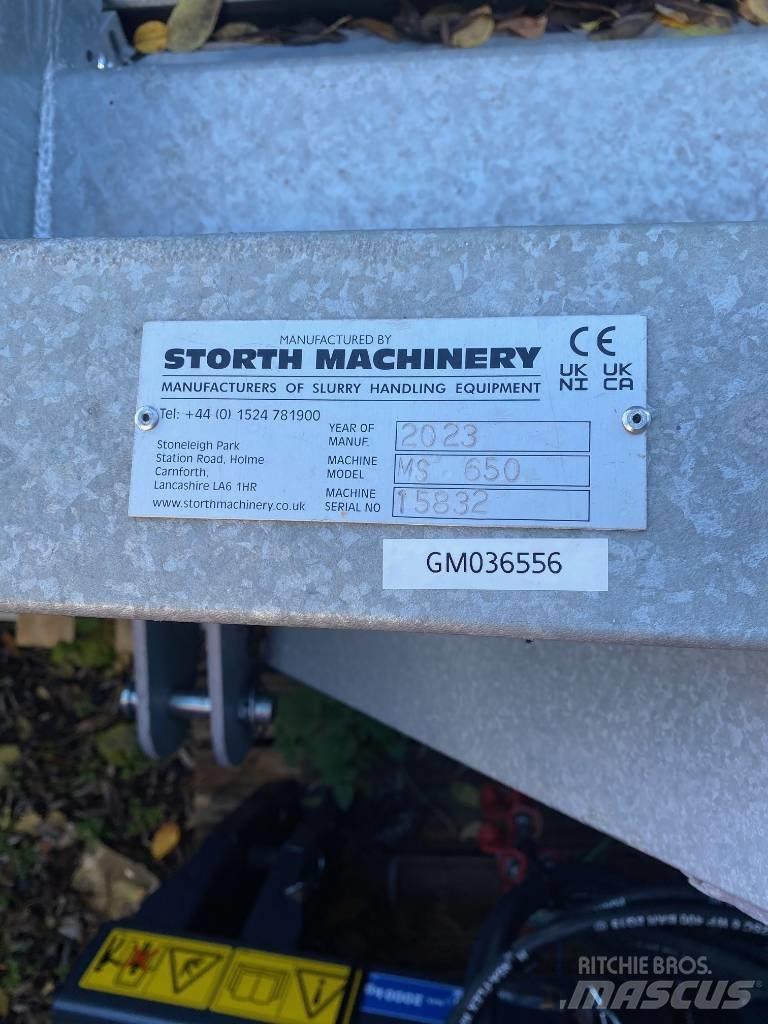 MANUFACTURED BY
STORTH MACHINERY
MANUFACTURERS OF SLURRY HANDLING EQUIPMENT
CE
UK NI UK CA
Tel: +44 (0) 1524 781900
Stoneleigh Park
Station Road, Holme
Carnforth,
Lancashire LA6 1HR
www.storthmachinery.co.uk
YEAR OF MANUF. 2023
MACHINE MODEL MS 650
MACHINE SERIAL NO 15832
GM036556
RITCHIE BROS.
MASCUS